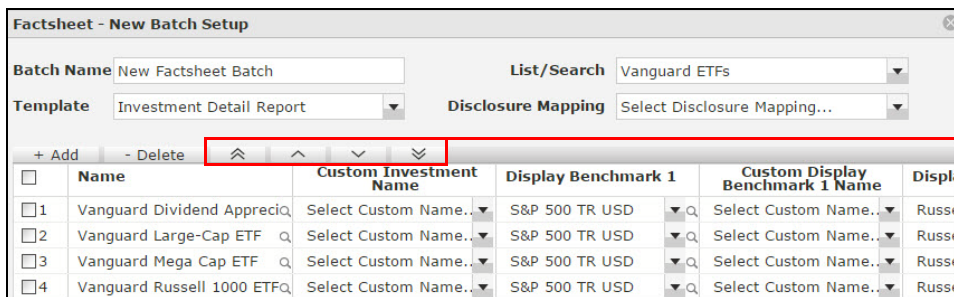 Factsheet - New Batch Setup
Batch Name New Factsheet Batch List/Search Vanguard ETFs
Template Investment Detail Report Disclosure Mapping Select Disclosure Mapping...
+ Add - Delete
Name Custom Investment Name Display Benchmark 1 Custom Display Benchmark 1 Name Displ
1 Vanguard Dividend Apprecia Select Custom Name.. S&P 500 TR USD Select Custom Name.. Russe
2 Vanguard Large-Cap ETF Select Custom Name.. S&P 500 TR USD Select Custom Name.. Russe
3 Vanguard Mega Cap ETF Select Custom Name.. S&P 500 TR USD Select Custom Name.. Russe
4 Vanguard Russell 1000 ETF Select Custom Name.. S&P 500 TR USD Select Custom Name.. Russe